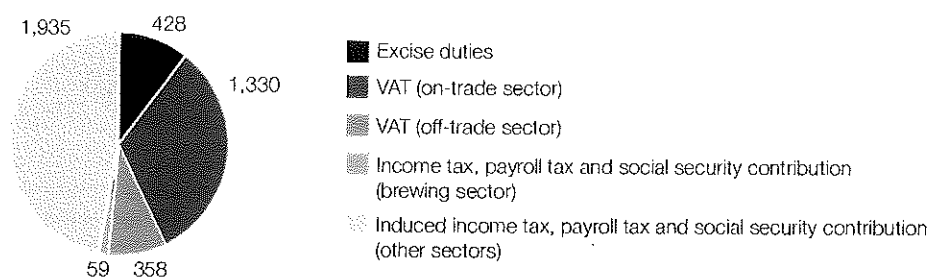 1,935
428
1,330
59
358
Excise duties
VAT (on-trade sector)
VAT (off-trade sector)
Income tax, payroll tax and social security contribution
(brewing sector)
Induced income tax, payroll tax and social security contribution
(other sectors)